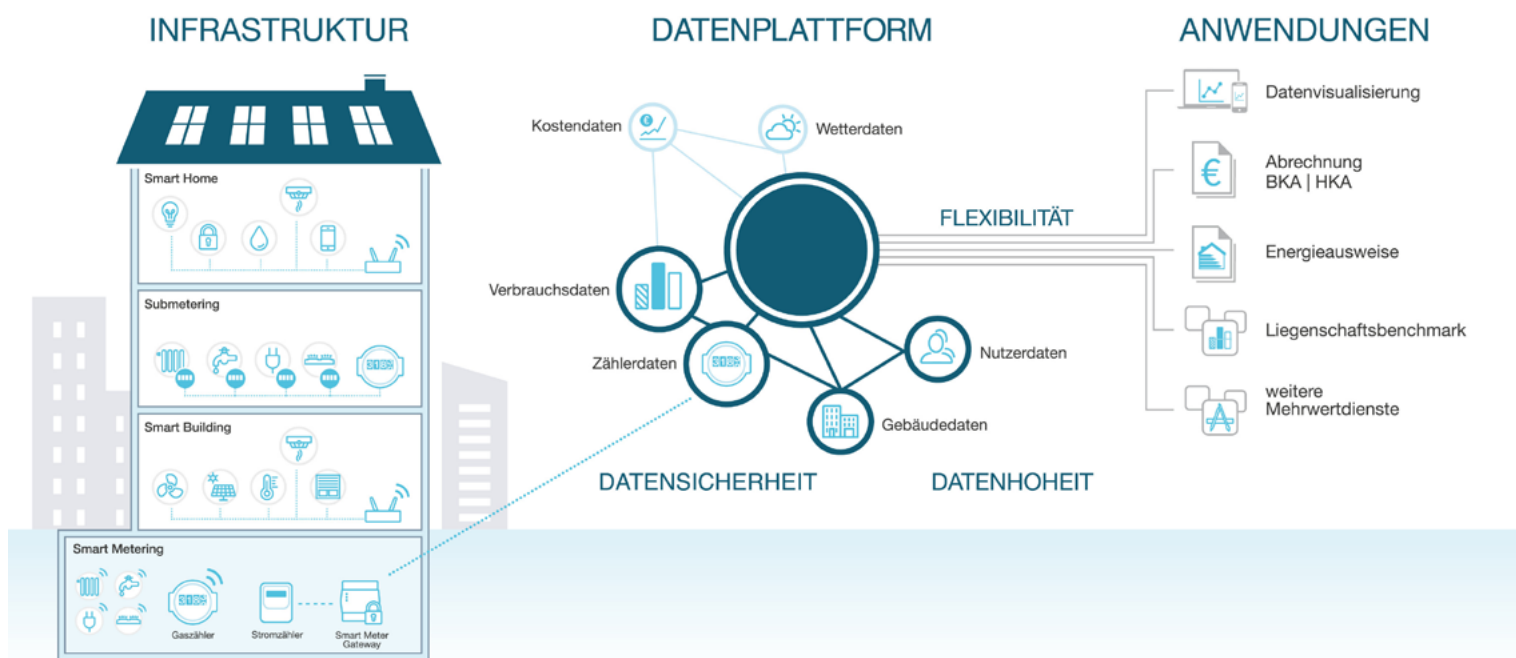 INFRASTRUKTUR
Smart Home
Submetering
Smart Building
Smart Metering
Gaszähler
Stromzähler
Smart Meter
Gateway
DATENPLATTFORM
Kostendaten
Wetterdaten
Verbrauchsdaten
Zählerdaten
Nutzerdaten
Gebäudedaten
FLEXIBILITÄT
DATENSICHERHEIT
DATENHOHEIT
ANWENDUNGEN
Datenvisualisierung
Abrechnung
BKA | HKA
Energieausweise
Liegenschaftsbenchmark
weitere
Mehrwertdienste